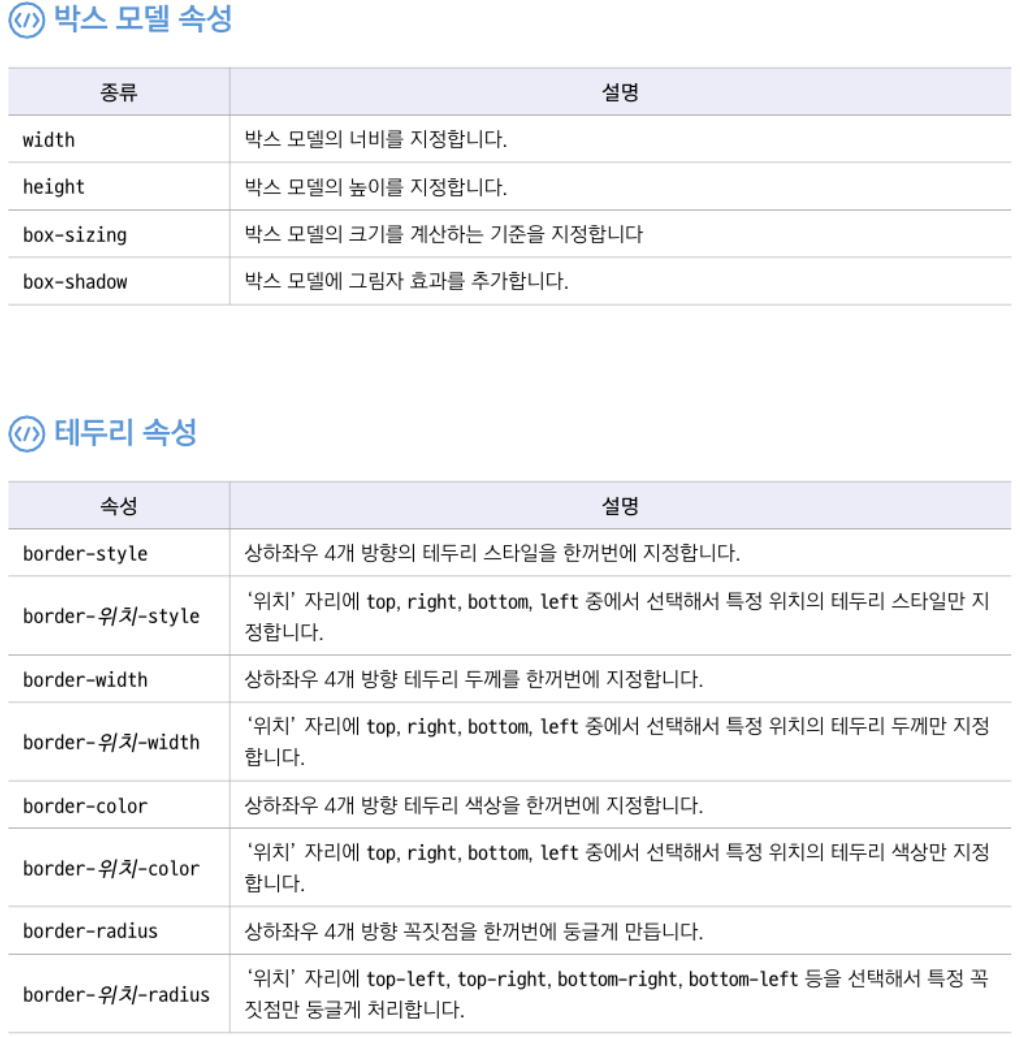 </> 박스 모델 속성
종류 설명
width 박스 모델의 너비를 지정합니다.
height 박스 모델의 높이를 지정합니다.
box-sizing 박스 모델의 크기를 계산하는 기준을 지정합니다
box-shadow 박스 모델에 그림자 효과를 추가합니다.
</> 테두리 속성
속성 설명
border-style 상하좌우 4개 방향의 테두리 스타일을 한꺼번에 지정합니다.
border-위치-style ‘위치’ 자리에 top, right, bottom, left 중에서 선택해서 특정 위치의 테두리 스타일만 지
정합니다.
border-width 상하좌우 4개 방향 테두리 두께를 한꺼번에 지정합니다.
border-위치-width ‘위치’ 자리에 top, right, bottom, left 중에서 선택해서 특정 위치의 테두리 두께만 지정
합니다.
border-color 상하좌우 4개 방향 테두리 색상을 한꺼번에 지정합니다.
border-위치-color ‘위치’ 자리에 top, right, bottom, left 중에서 선택해서 특정 위치의 테두리 색상만 지정
합니다.
border-radius 상하좌우 4개 방향 꼭짓점을 한꺼번에 둥글게 만듭니다.
border-위치-radius ‘위치’ 자리에 top-left, top-right, bottom-right, bottom-left 등을 선택해서 특정 꼭
짓점만 둥글게 처리합니다.